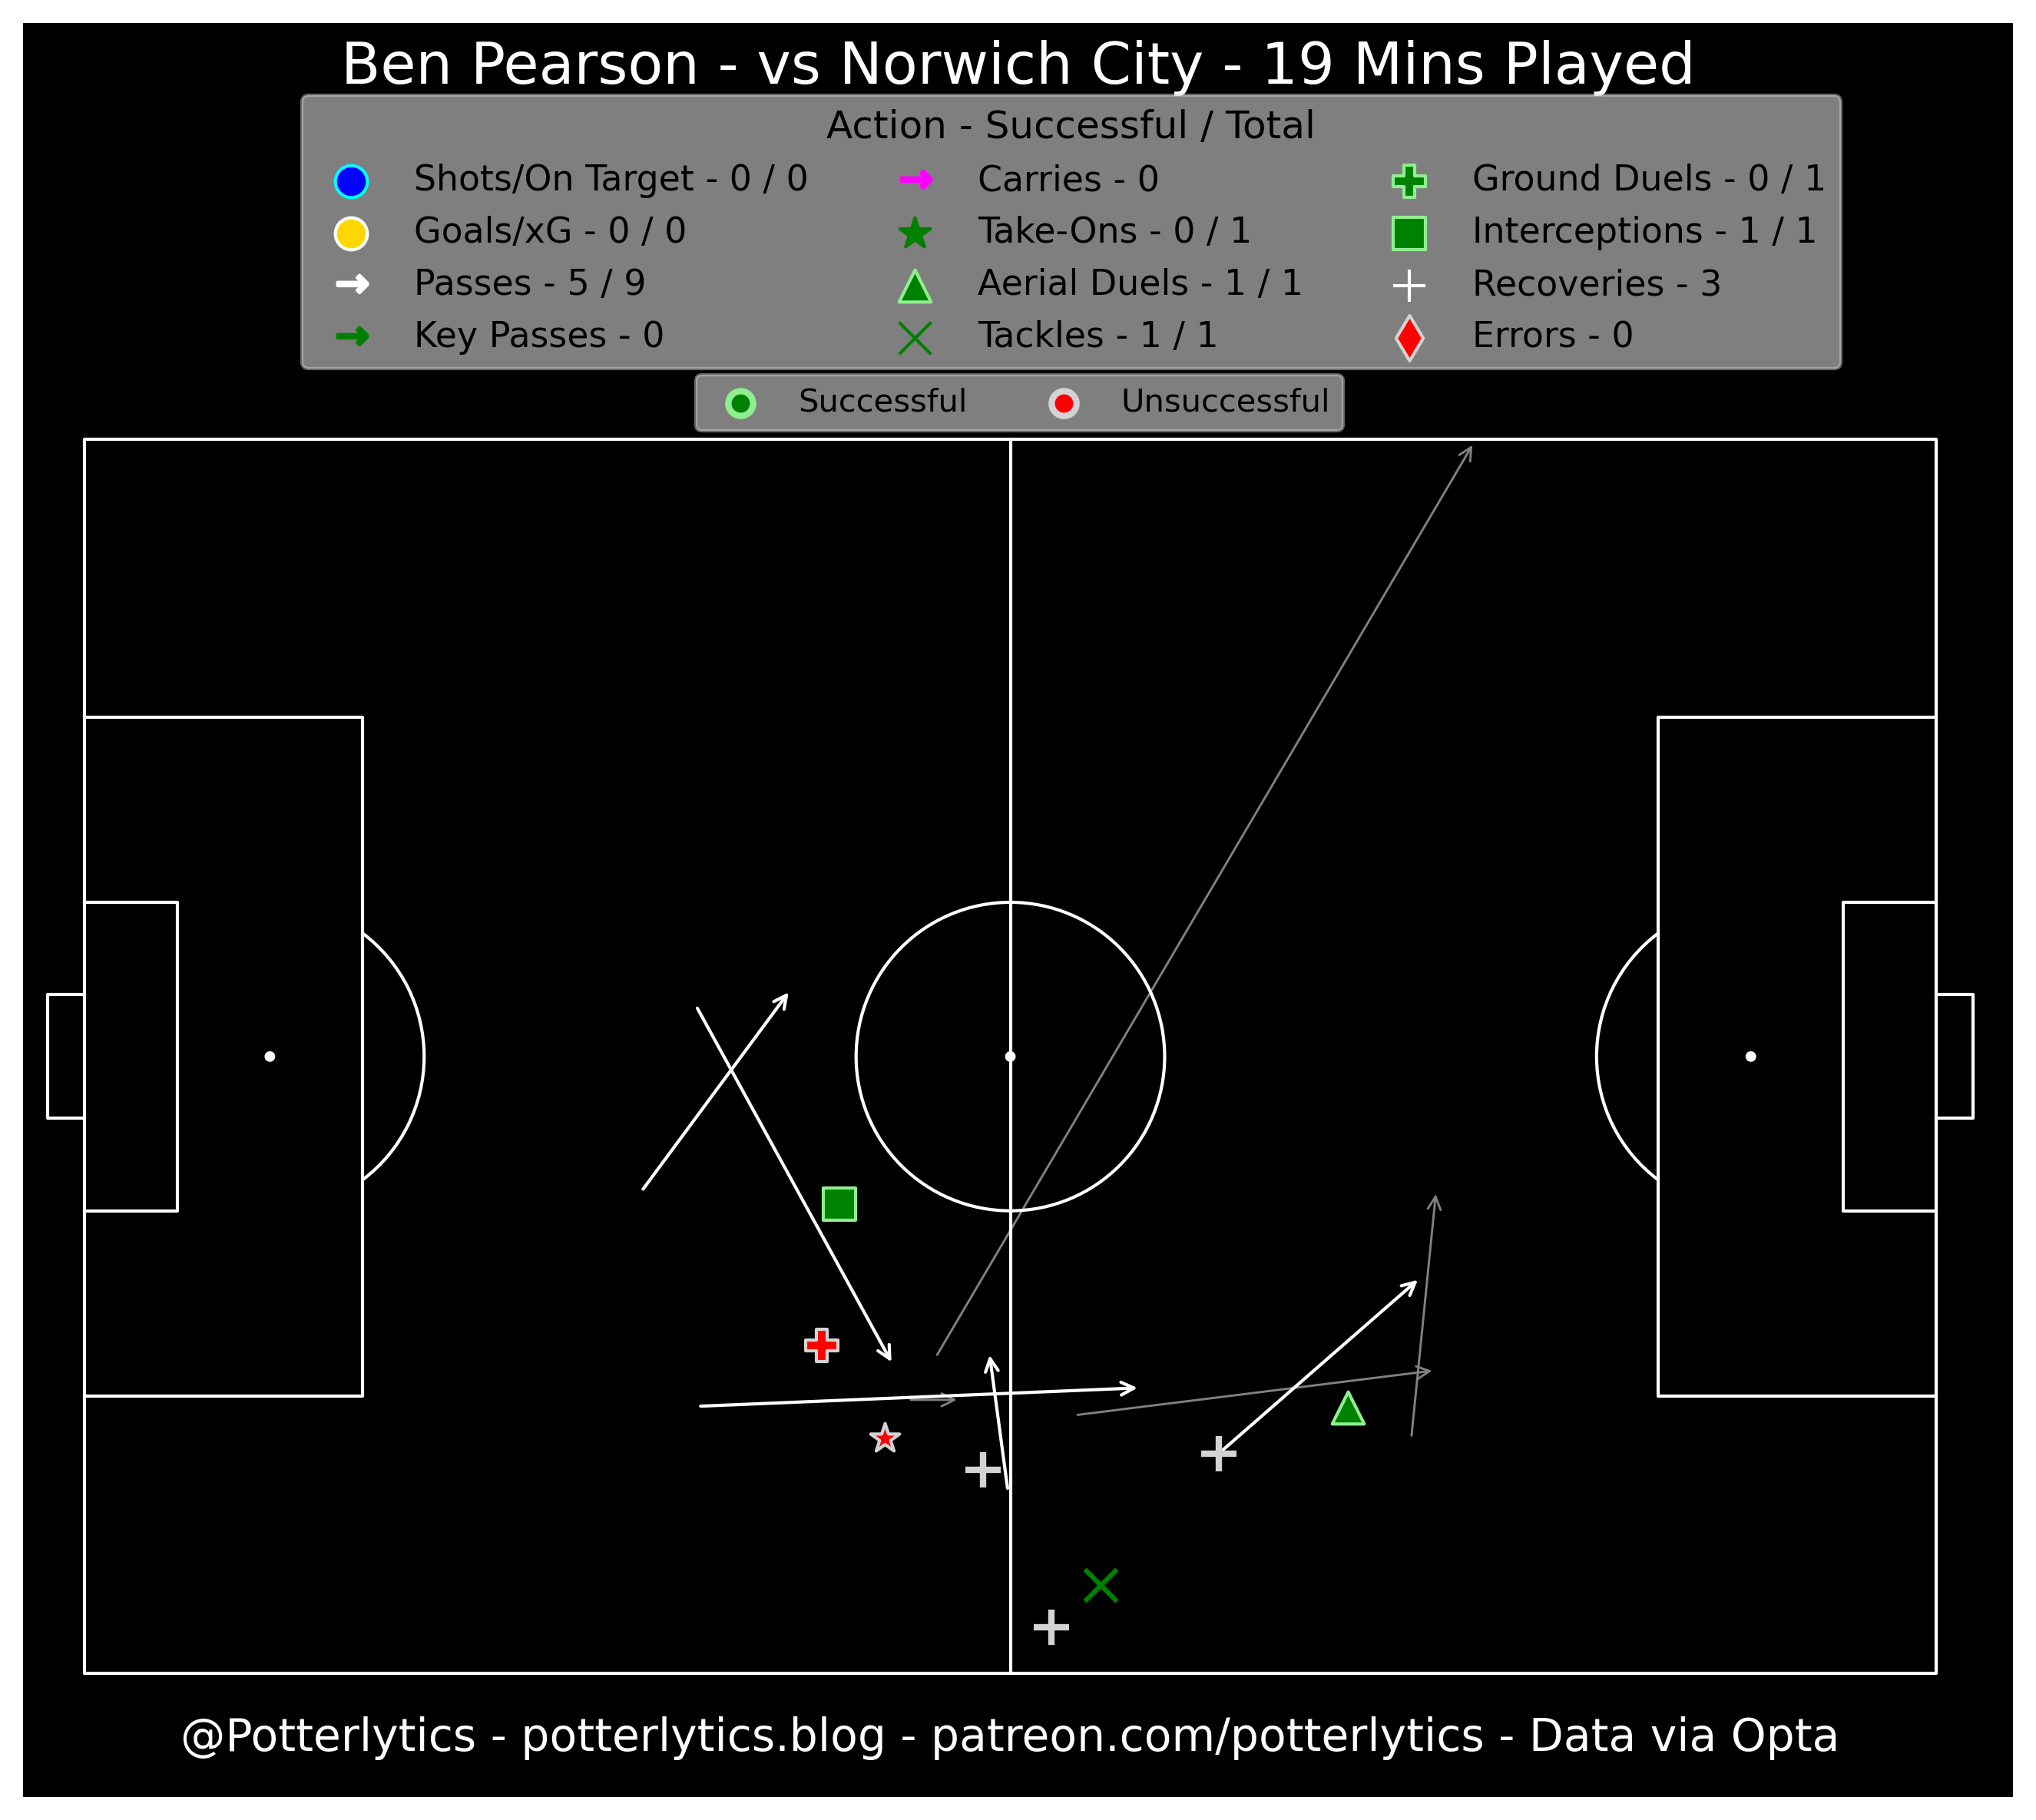 Ben Pearson - vs Norwich City - 19 Mins Played
Action - Successful / Total
Shots/On Target - 0 / 0
Goals/xG - 0 / 0
Passes - 5 / 9
Key Passes - 0
Carries - 0
Take-Ons - 0 / 1
Aerial Duels - 1 / 1
Tackles - 1 / 1
Ground Duels - 0 / 1
Interceptions - 1 / 1
Recoveries - 3
Errors - 0
Successful
Unsuccessful
@Potterlytics - potterlytics.blog - patreon.com/potterlytics - Data via Opta